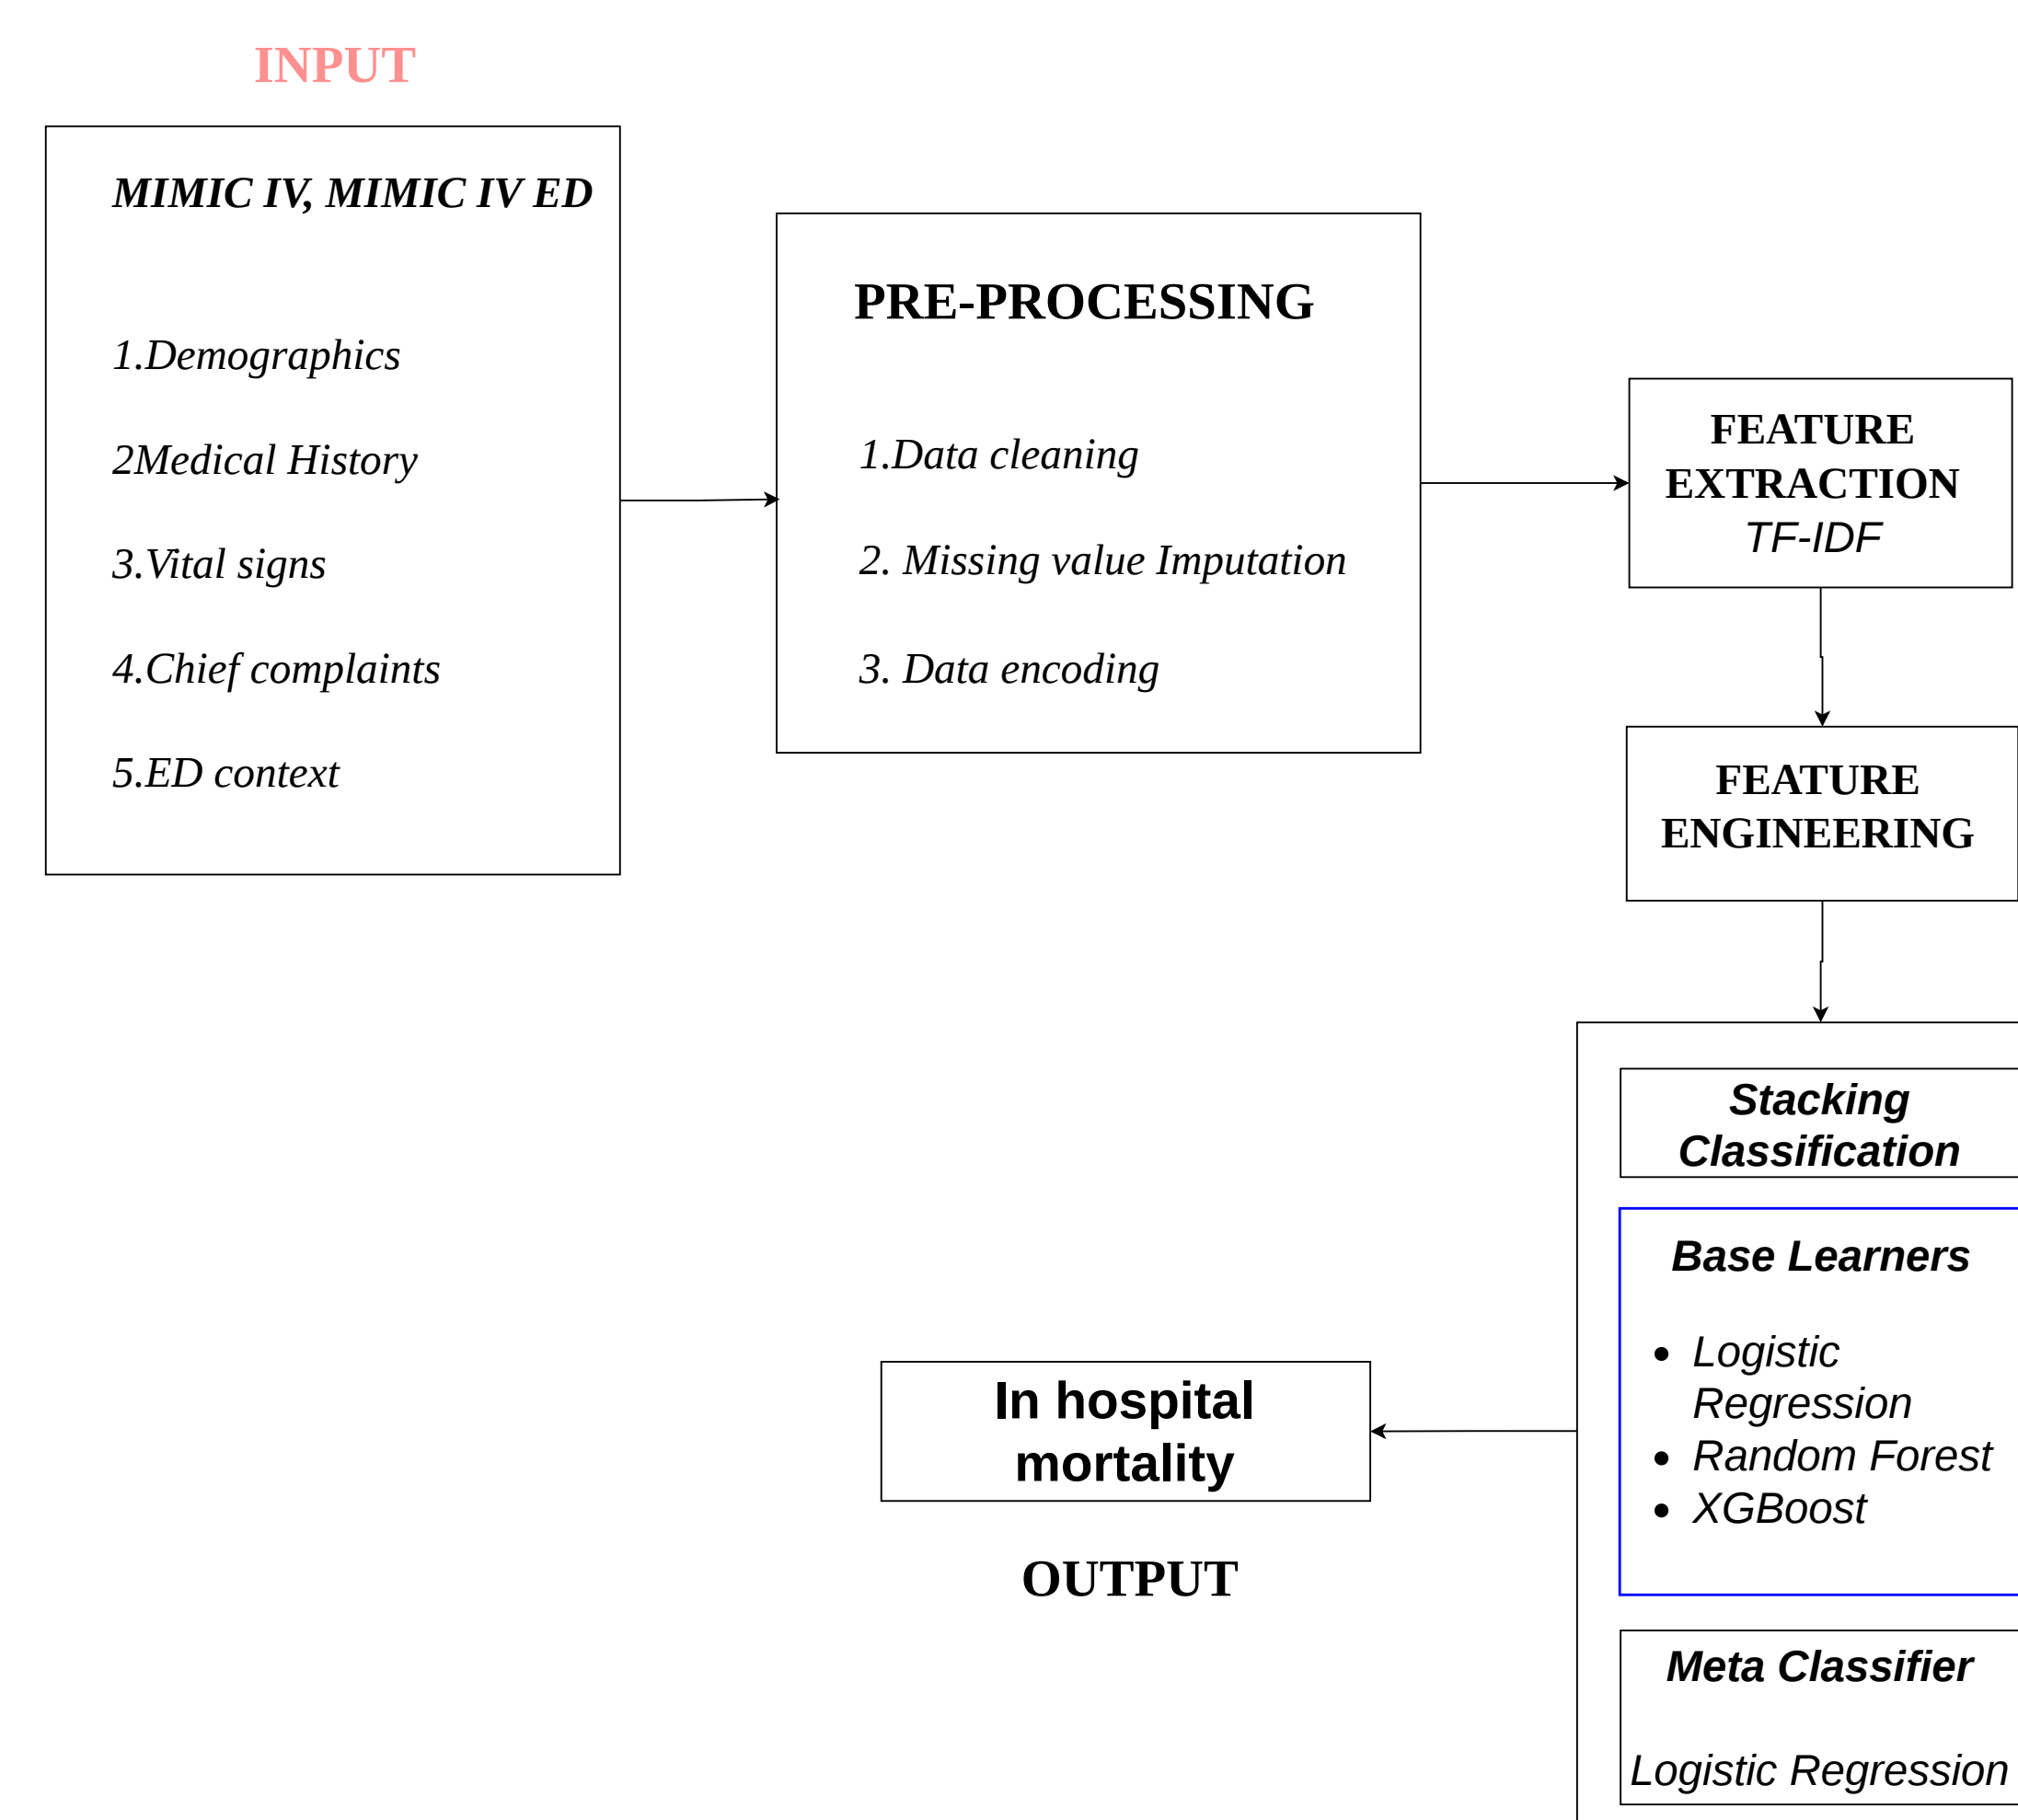 INPUT
MIMIC IV, MIMIC IV ED
1.Demographics
2Medical History
3.Vital signs
4.Chief complaints
5.ED context
PRE-PROCESSING
1.Data cleaning
2. Missing value Imputation
3. Data encoding
FEATURE
EXTRACTION
TF-IDF
FEATURE
ENGINEERING
Stacking
Classification
Base Learners
• Logistic
Regression
• Random Forest
• XGBoost
Meta Classifier
Logistic Regression
In hospital
mortality
OUTPUT